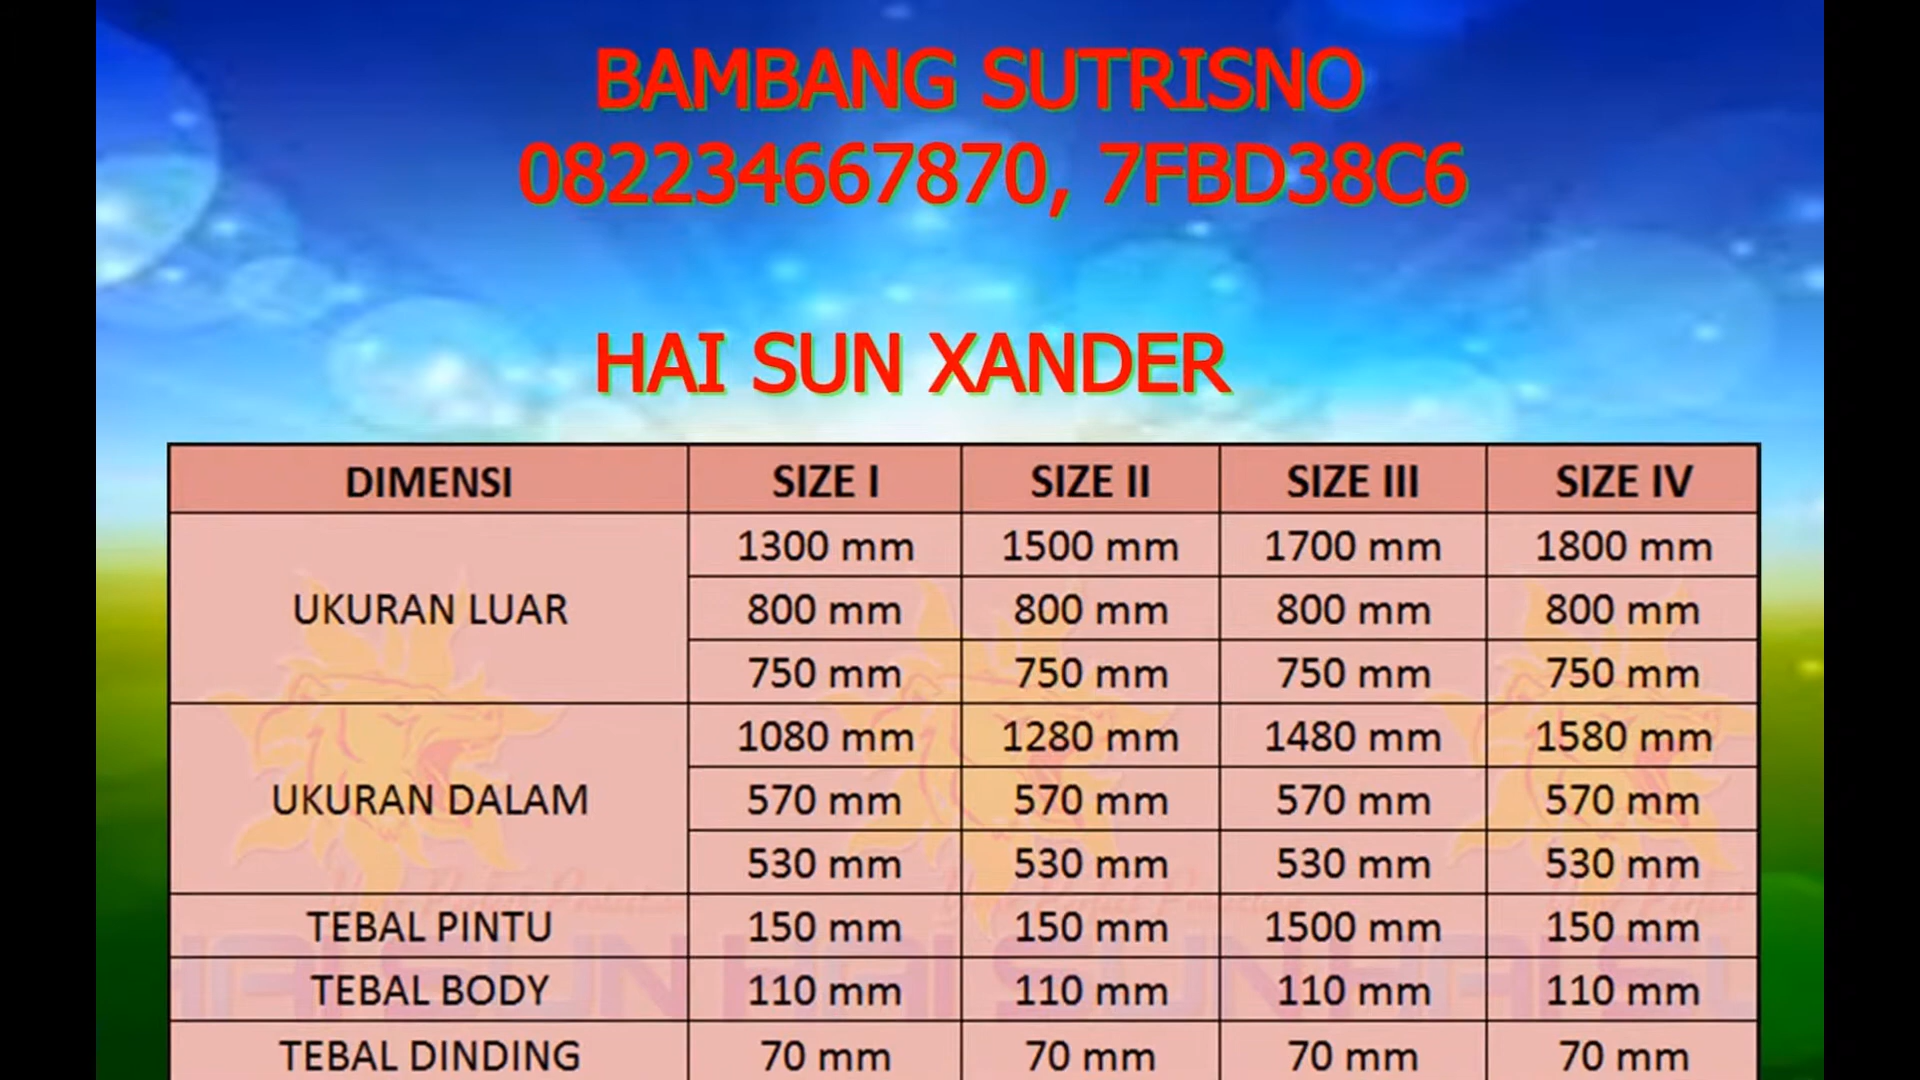 BAMBANG SUTRISNO
082234667870, 7FBD38C6
HAI SUN XANDER
DIMENSI SIZE I SIZE II SIZE III SIZE IV
UKURAN LUAR 1300 mm 1500 mm 1700 mm 1800 mm
800 mm 800 mm 800 mm 800 mm
750 mm 750 mm 750 mm 750 mm
UKURAN DALAM 1080 mm 1280 mm 1480 mm 1580 mm
570 mm 570 mm 570 mm 570 mm
530 mm 530 mm 530 mm 530 mm
TEBAL PINTU 150 mm 150 mm 1500 mm 150 mm
TEBAL BODY 110 mm 110 mm 110 mm 110 mm
TEBAL DINDING 70 mm 70 mm 70 mm 70 mm